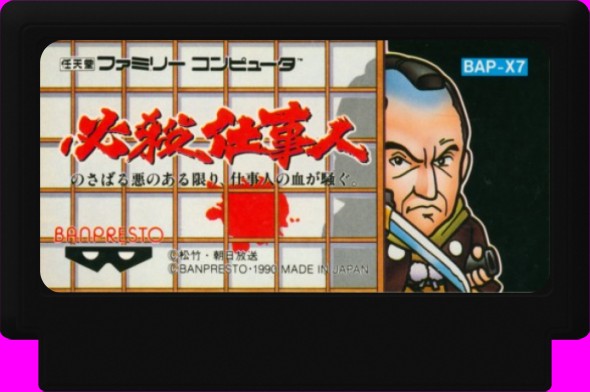 任天堂 ファミリー コンピュータ™
BAP-X7
必殺仕事人
のさばる悪のある限り、仕事人の血が騒ぐ。
BANPRESTO
©松竹・朝日放送
©BANPRESTO・1990 MADE IN JAPAN